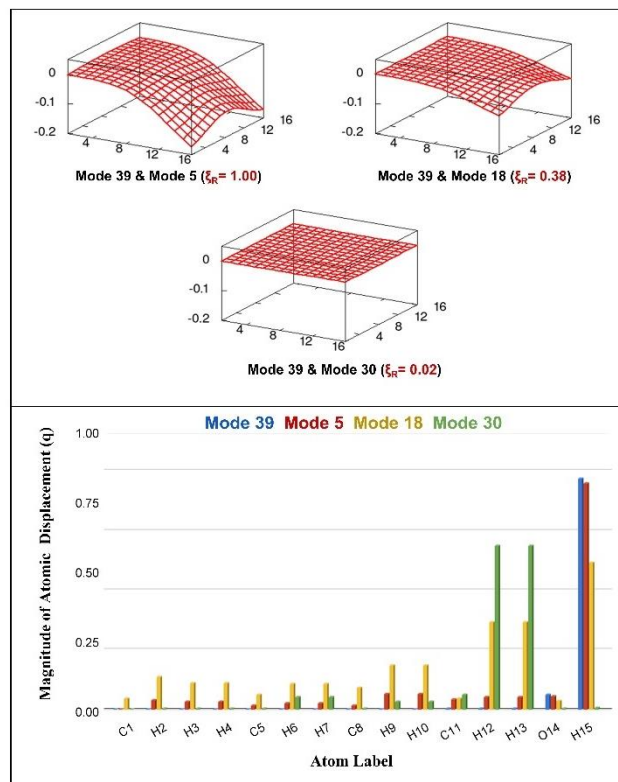 0
-0.1
-0.2
4 8 12 16
4 8 12 16
Mode 39 & Mode 5 (ξR= 1.00)
0
-0.1
-0.2
4 8 12 16
4 8 12 16
Mode 39 & Mode 18 (ξR= 0.38)
0
-0.1
-0.2
4 8 12 16
4 8 12 16
Mode 39 & Mode 30 (ξR= 0.02)
Mode 39 Mode 5 Mode 18 Mode 30
1.00
0.75
0.50
0.25
0.00
Magnitude of Atomic Displacement (q)
C1 H2 H3 H4 C5 H6 H7 C8 H9 H10 C11 H12 H13 O14 H15
Atom Label